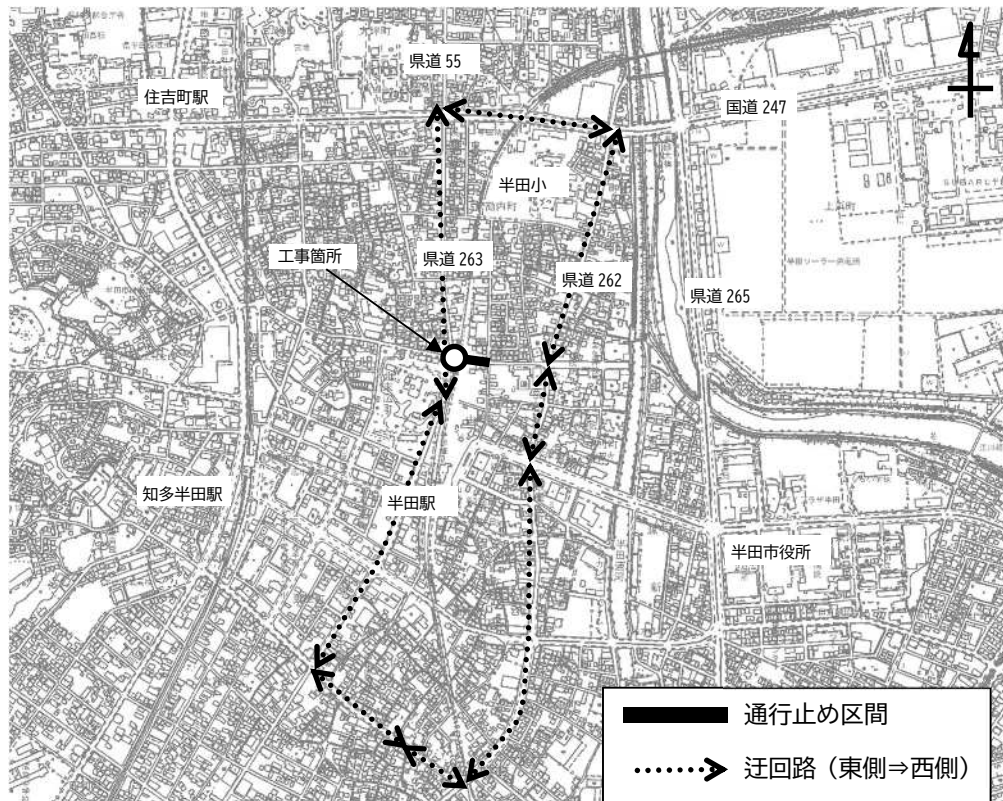 県道 55
住吉町駅
国道 247
半田小
工事箇所
県道 263
県道 262
県道 265
知多半田駅
半田駅
半田市役所
通行止め区間
迂回路（東側⇒西側）